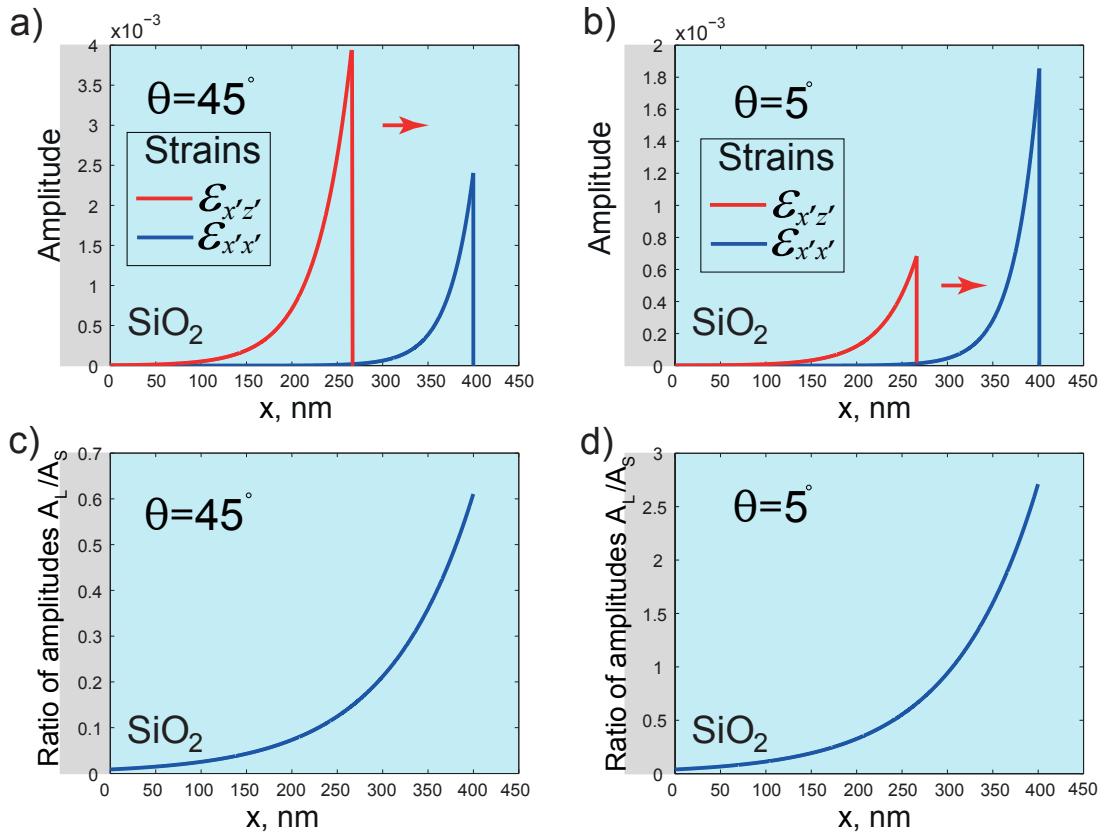 a)
x10⁻³
4
3.5
3
2.5
2
1.5
1
0.5
0
Amplitude
θ=45°
Strains
ε x′z′
ε x′x′
SiO₂
0 50 100 150 200 250 300 350 400 450
x, nm
b)
x10⁻³
2
1.8
1.6
1.4
1.2
1
0.8
0.6
0.4
0.2
0
Amplitude
θ=5°
Strains
ε x′z′
ε x′x′
SiO₂
0 50 100 150 200 250 300 350 400 450
x, nm
c)
0.7
0.6
0.5
0.4
0.3
0.2
0.1
0
Ratio of amplitudes A_L/A_S
θ=45°
SiO₂
0 50 100 150 200 250 300 350 400 450
x, nm
d)
3
2.5
2
1.5
1
0.5
0
Ratio of amplitudes A_L/A_S
θ=5°
SiO₂
0 50 100 150 200 250 300 350 400 450
x, nm